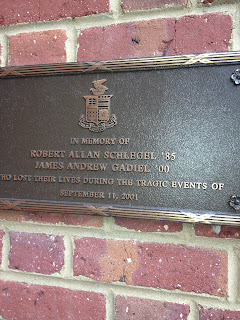 IN MEMORY OF
ROBERT ALLAN SCHLEGEL '85
JAMES ANDREW GADIEL '00
WHO LOST THEIR LIVES DURING THE TRAGIC EVENTS OF
SEPTEMBER 11, 2001